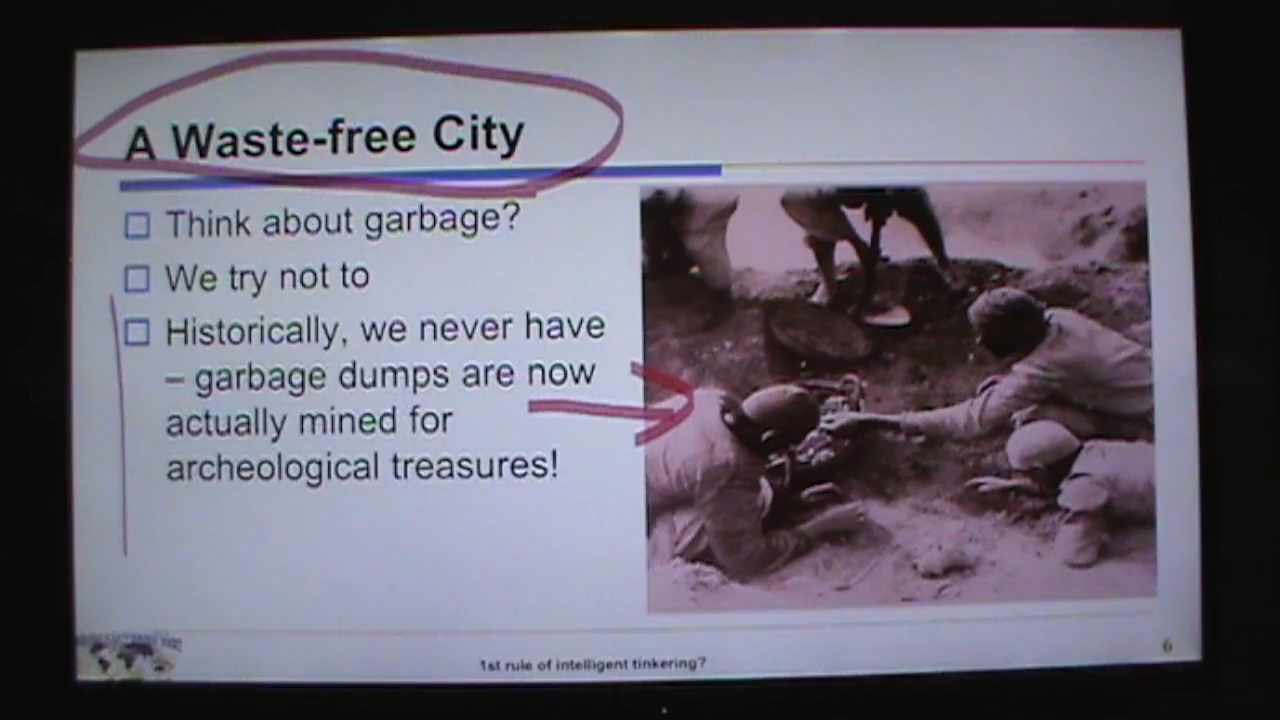 A Waste-free City
Think about garbage?
We try not to
Historically, we never have
– garbage dumps are now
actually mined for
archeological treasures!
1st rule of intelligent tinkering?
6